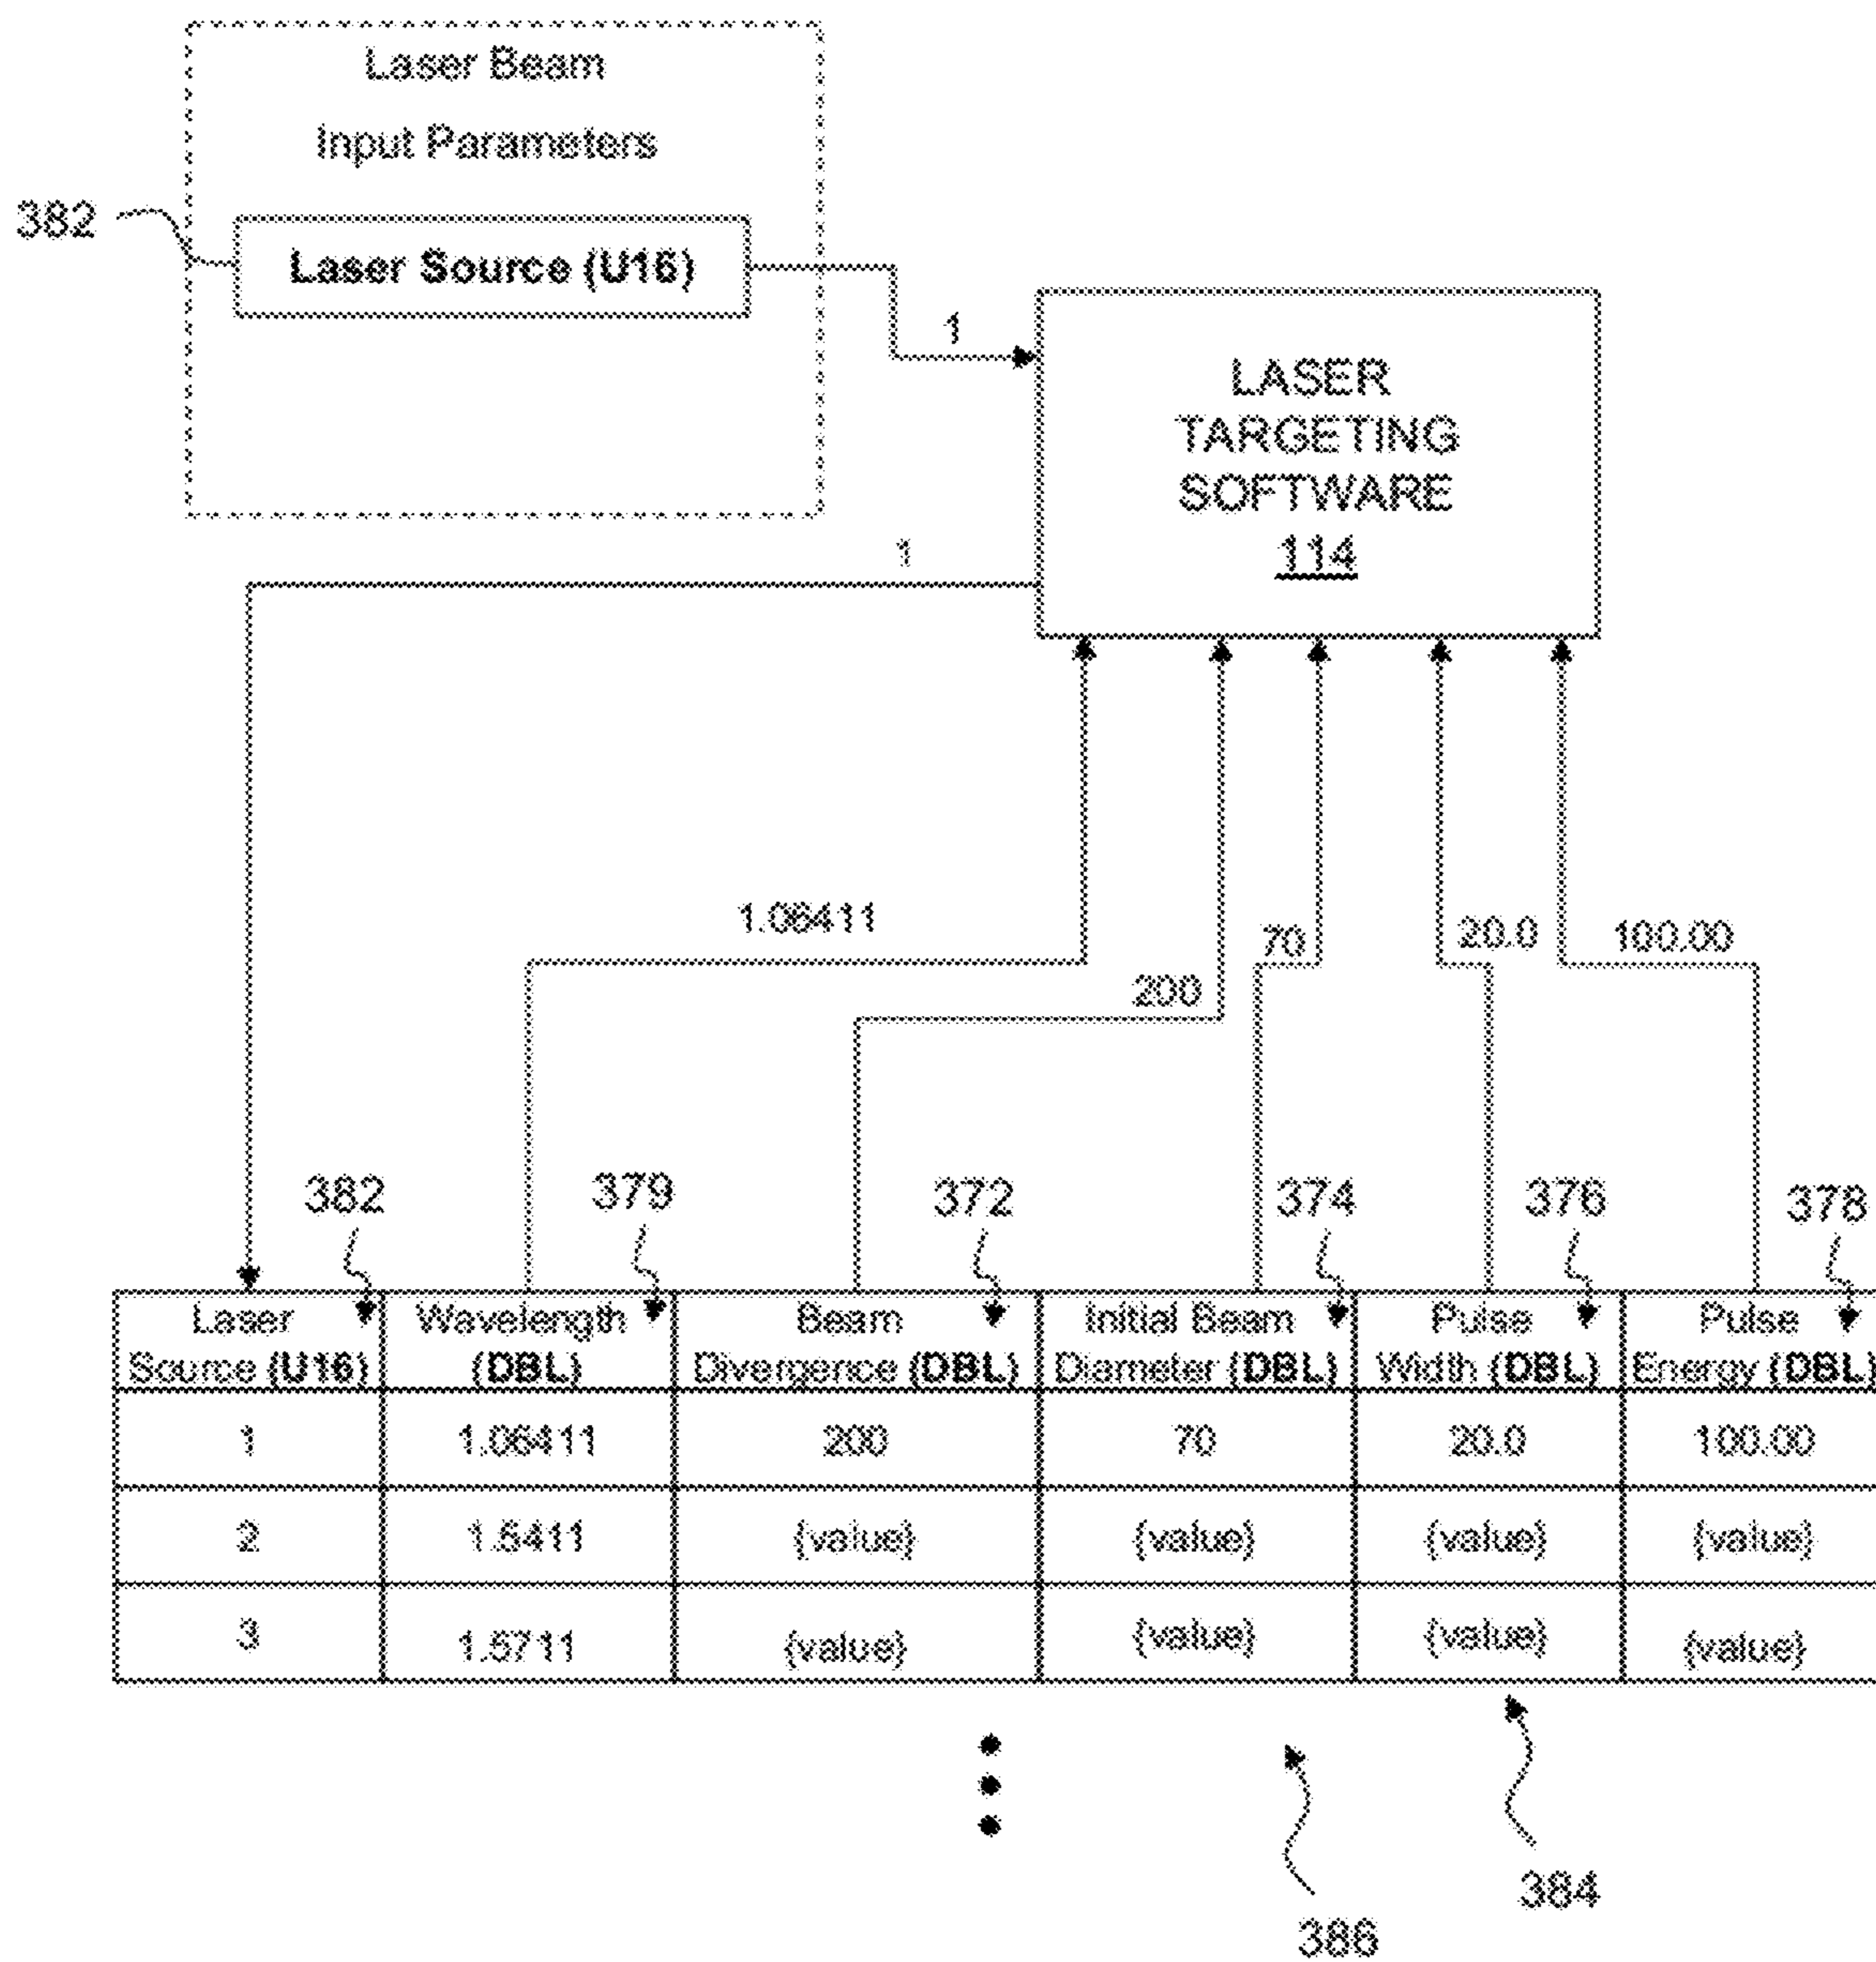 Laser Beam
Input Parameters
382
Laser Source (U16)
1
LASER
TARGETING
SOFTWARE
114
1
1.06411
200
70
20.0
100.00
382
379
372
374
376
378
Laser Source (U16)
Wavelength (DBL)
Beam Divergence (DBL)
Initial Beam Diameter (DBL)
Pulse Width (DBL)
Pulse Energy (DBL)
1 1.06411 200 70 20.0 100.00
2 1.5411 {value} {value} {value} {value}
3 1.5711 {value} {value} {value} {value}
384
386